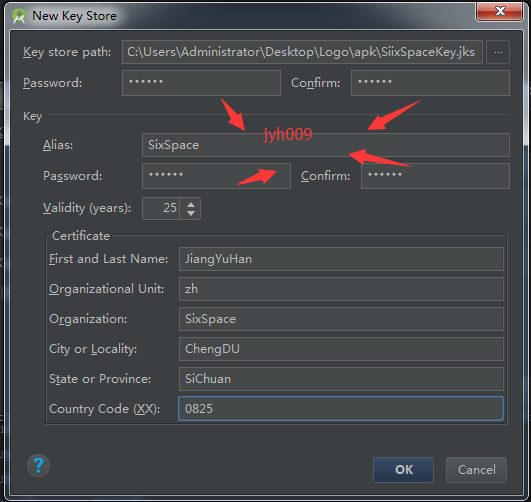 New Key Store
Key store path: C:\Users\Administrator\Desktop\Logo\apk\SiixSpaceKey.jks ...
Password: •••••• Confirm: ••••••
Key
jyh009
Alias: SixSpace
Password: •••••• Confirm: ••••••
Validity (years): 25
Certificate
First and Last Name: JiangYuHan
Organizational Unit: zh
Organization: SixSpace
City or Locality: ChengDU
State or Province: SiChuan
Country Code (XX): 0825
? OK Cancel